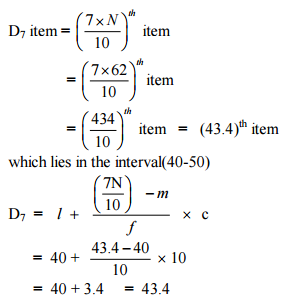 D₇ item = (7×N / 10)ᵗʰ item
= (7×62 / 10)ᵗʰ item
= (434 / 10)ᵗʰ item = (43.4)ᵗʰ item
which lies in the interval(40-50)
D₇ = l + ((7N/10) − m) / f × c
= 40 + (43.4 − 40) / 10 × 10
= 40 + 3.4 = 43.4